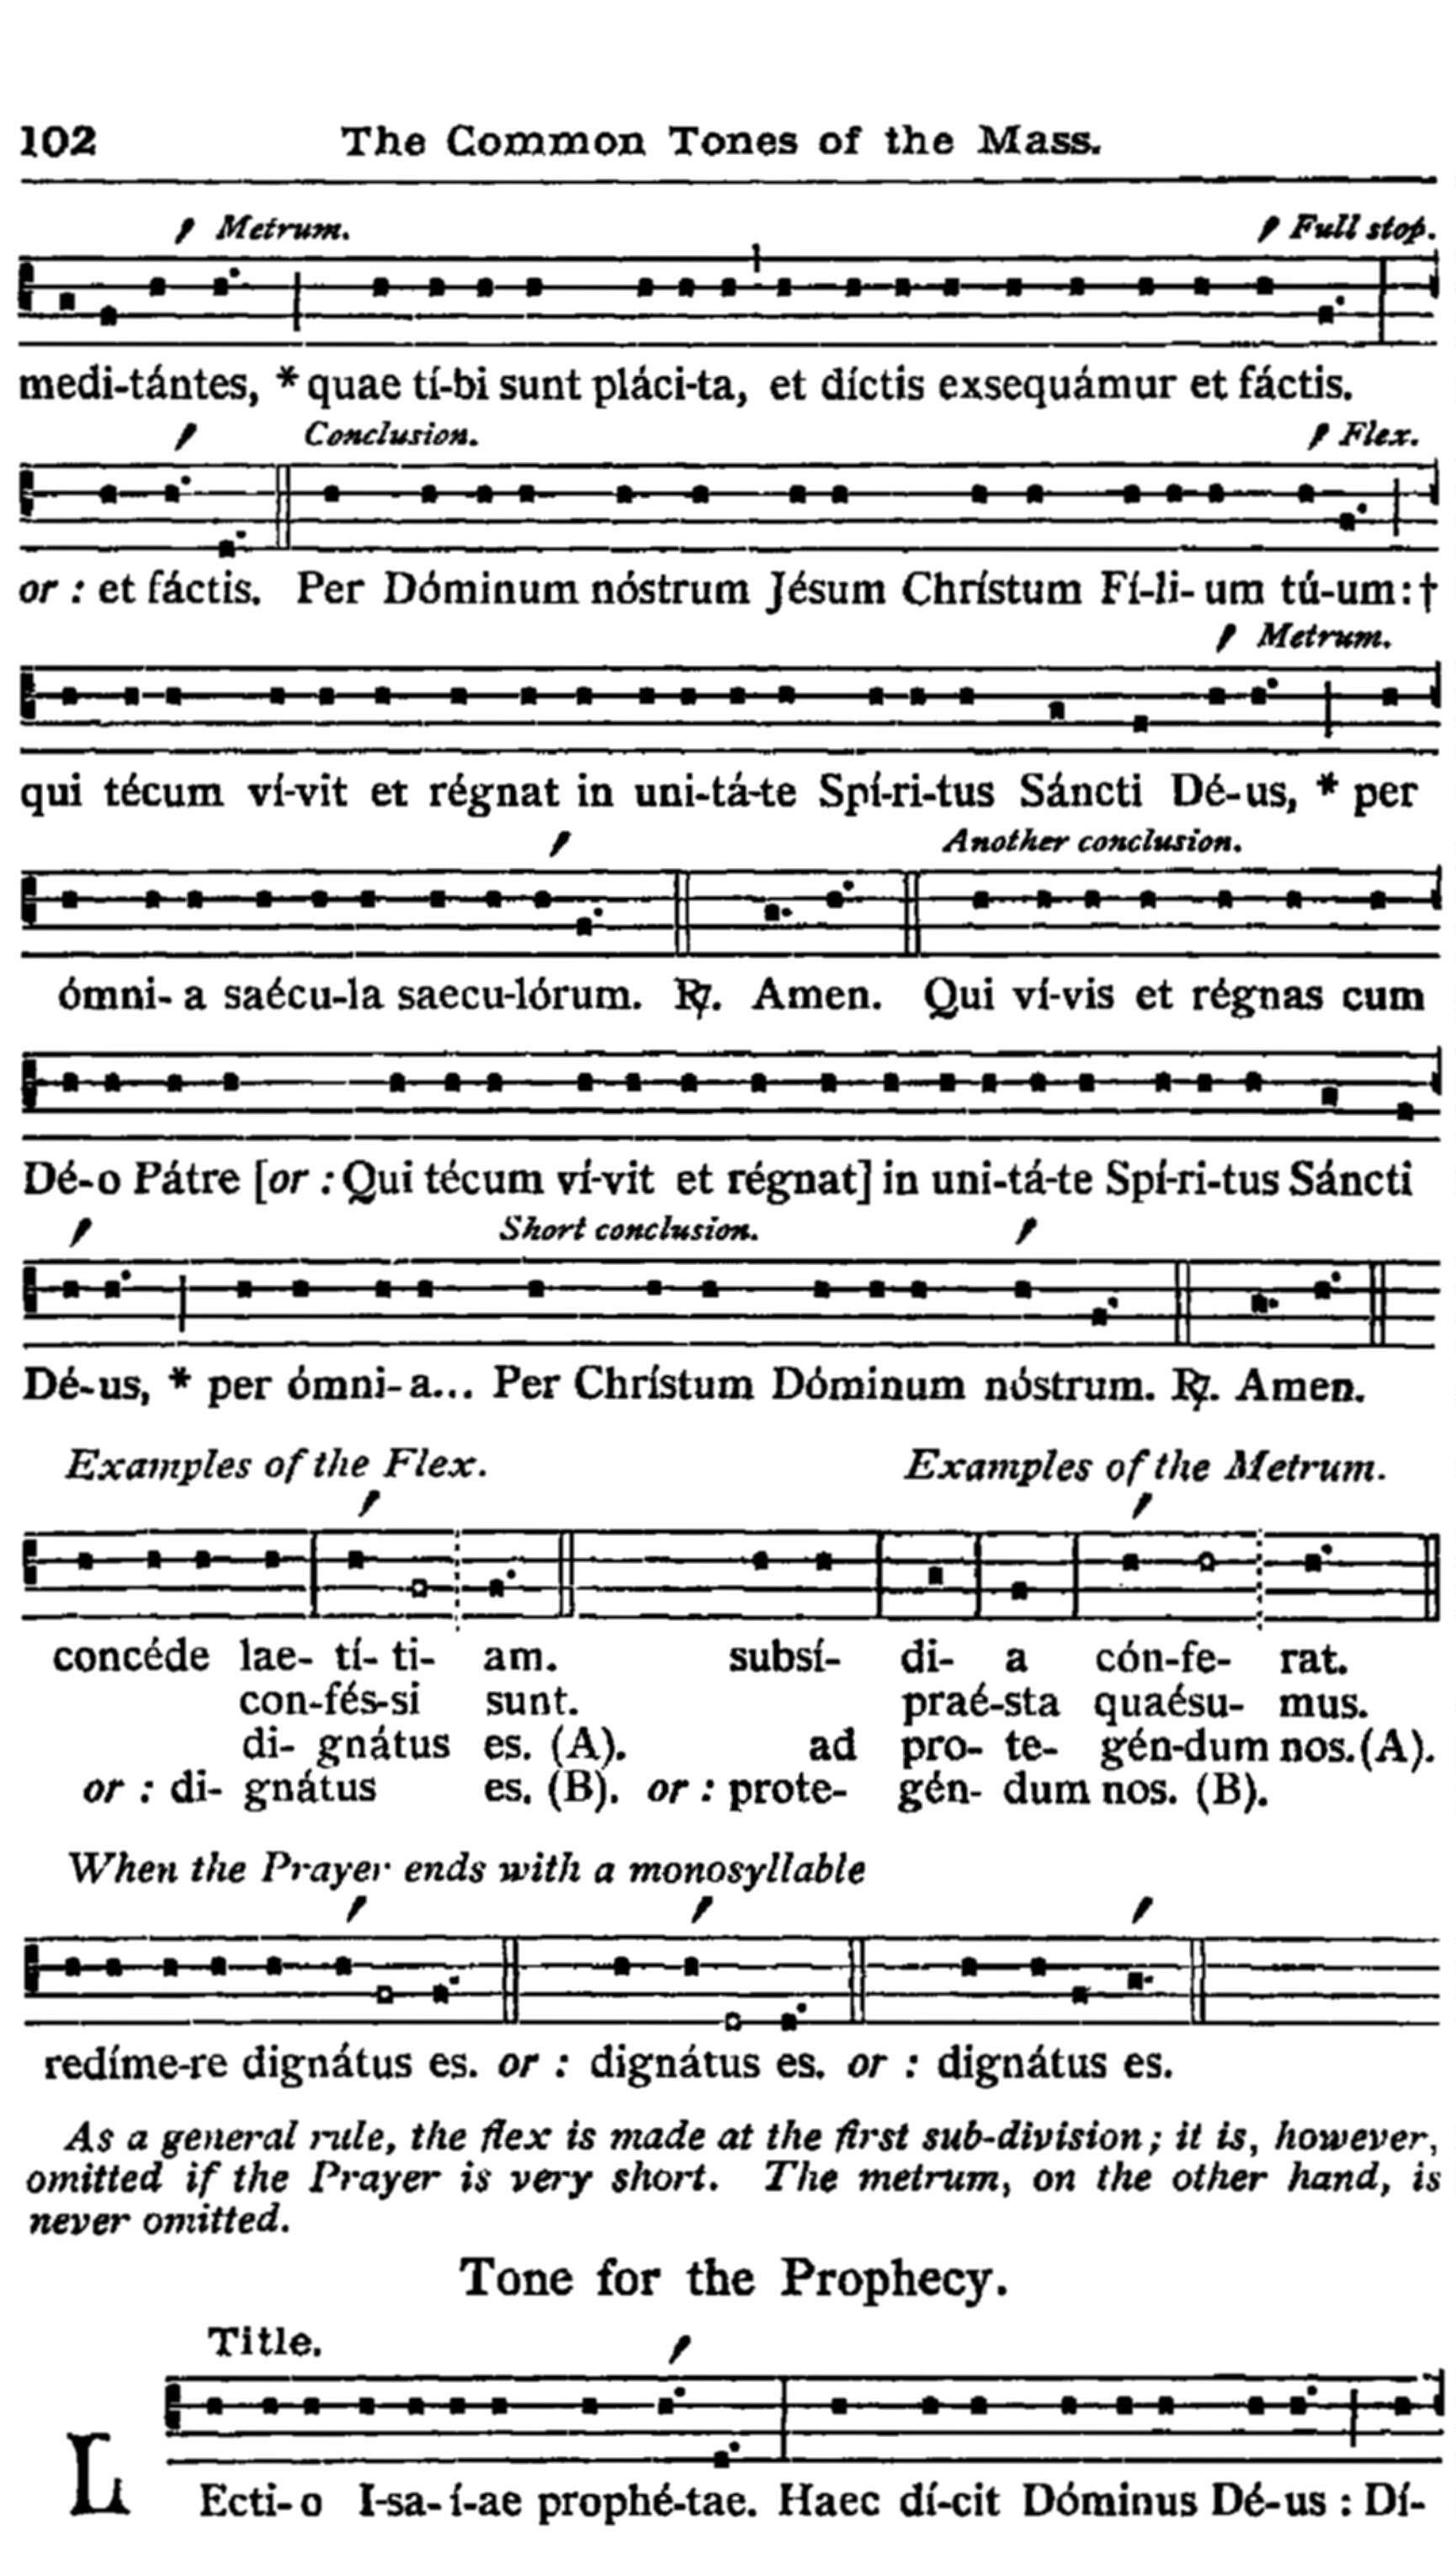 102 The Common Tones of the Mass.
Metrum. Full stop.
medi-tántes, * quae tí-bi sunt pláci-ta, et díctis exsequámur et fáctis.
Conclusion. Flex.
or : et fáctis. Per Dóminum nóstrum Jésum Chrístum Fí-li-um tú-um: †
Metrum.
qui técum ví-vit et régnat in uni-tá-te Spí-ri-tus Sáncti Dé-us, * per
Another conclusion.
ómni-a saécu-la saecu-lórum. ℟. Amen. Qui ví-vis et régnas cum
Dé-o Pátre [or : Qui técum ví-vit et régnat] in uni-tá-te Spí-ri-tus Sáncti
Short conclusion.
Dé-us, * per ómni-a... Per Chrístum Dóminum nóstrum. ℟. Amen.
Examples of the Flex. Examples of the Metrum.
concéde lae- tí- ti- am. subsí- di- a cón-fe- rat.
con-fés-si sunt. praé-sta quaésu- mus.
di- gnátus es. (A). ad pro- te- gén-dum nos. (A).
or : di- gnátus es. (B). or : prote- gén- dum nos. (B).
When the Prayer ends with a monosyllable
redíme-re dignátus es. or : dignátus es. or : dignátus es.
As a general rule, the flex is made at the first sub-division; it is, however,
omitted if the Prayer is very short. The metrum, on the other hand, is
never omitted.
Tone for the Prophecy.
Title.
LEcti-o I-sa-í-ae prophé-tae. Haec dí-cit Dóminus Dé-us : Dí-